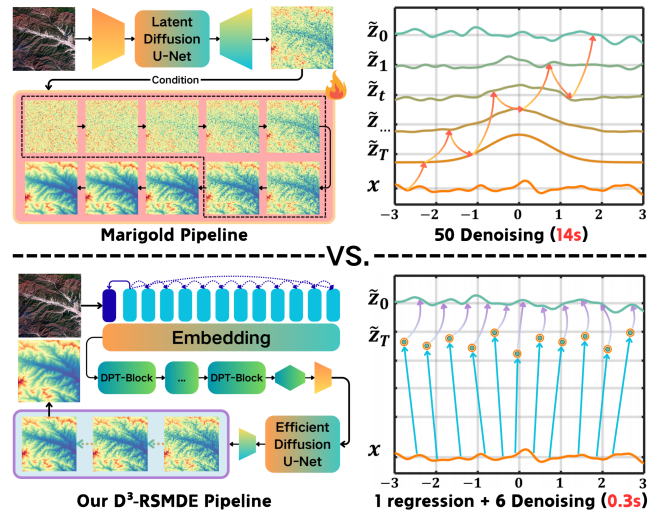 Latent
Diffusion
U-Net
Condition
Marigold Pipeline
z̃₀
z̃₁
z̃ₜ
z̃...
z̃_T
x
−3 −2 −1 0 1 2 3
50 Denoising (14s)
VS.
Embedding
DPT-Block ... DPT-Block
Efficient
Diffusion
U-Net
Our D³-RSMDE Pipeline
z̃₀
z̃_T
x
−3 −2 −1 0 1 2 3
1 regression + 6 Denoising (0.3s)